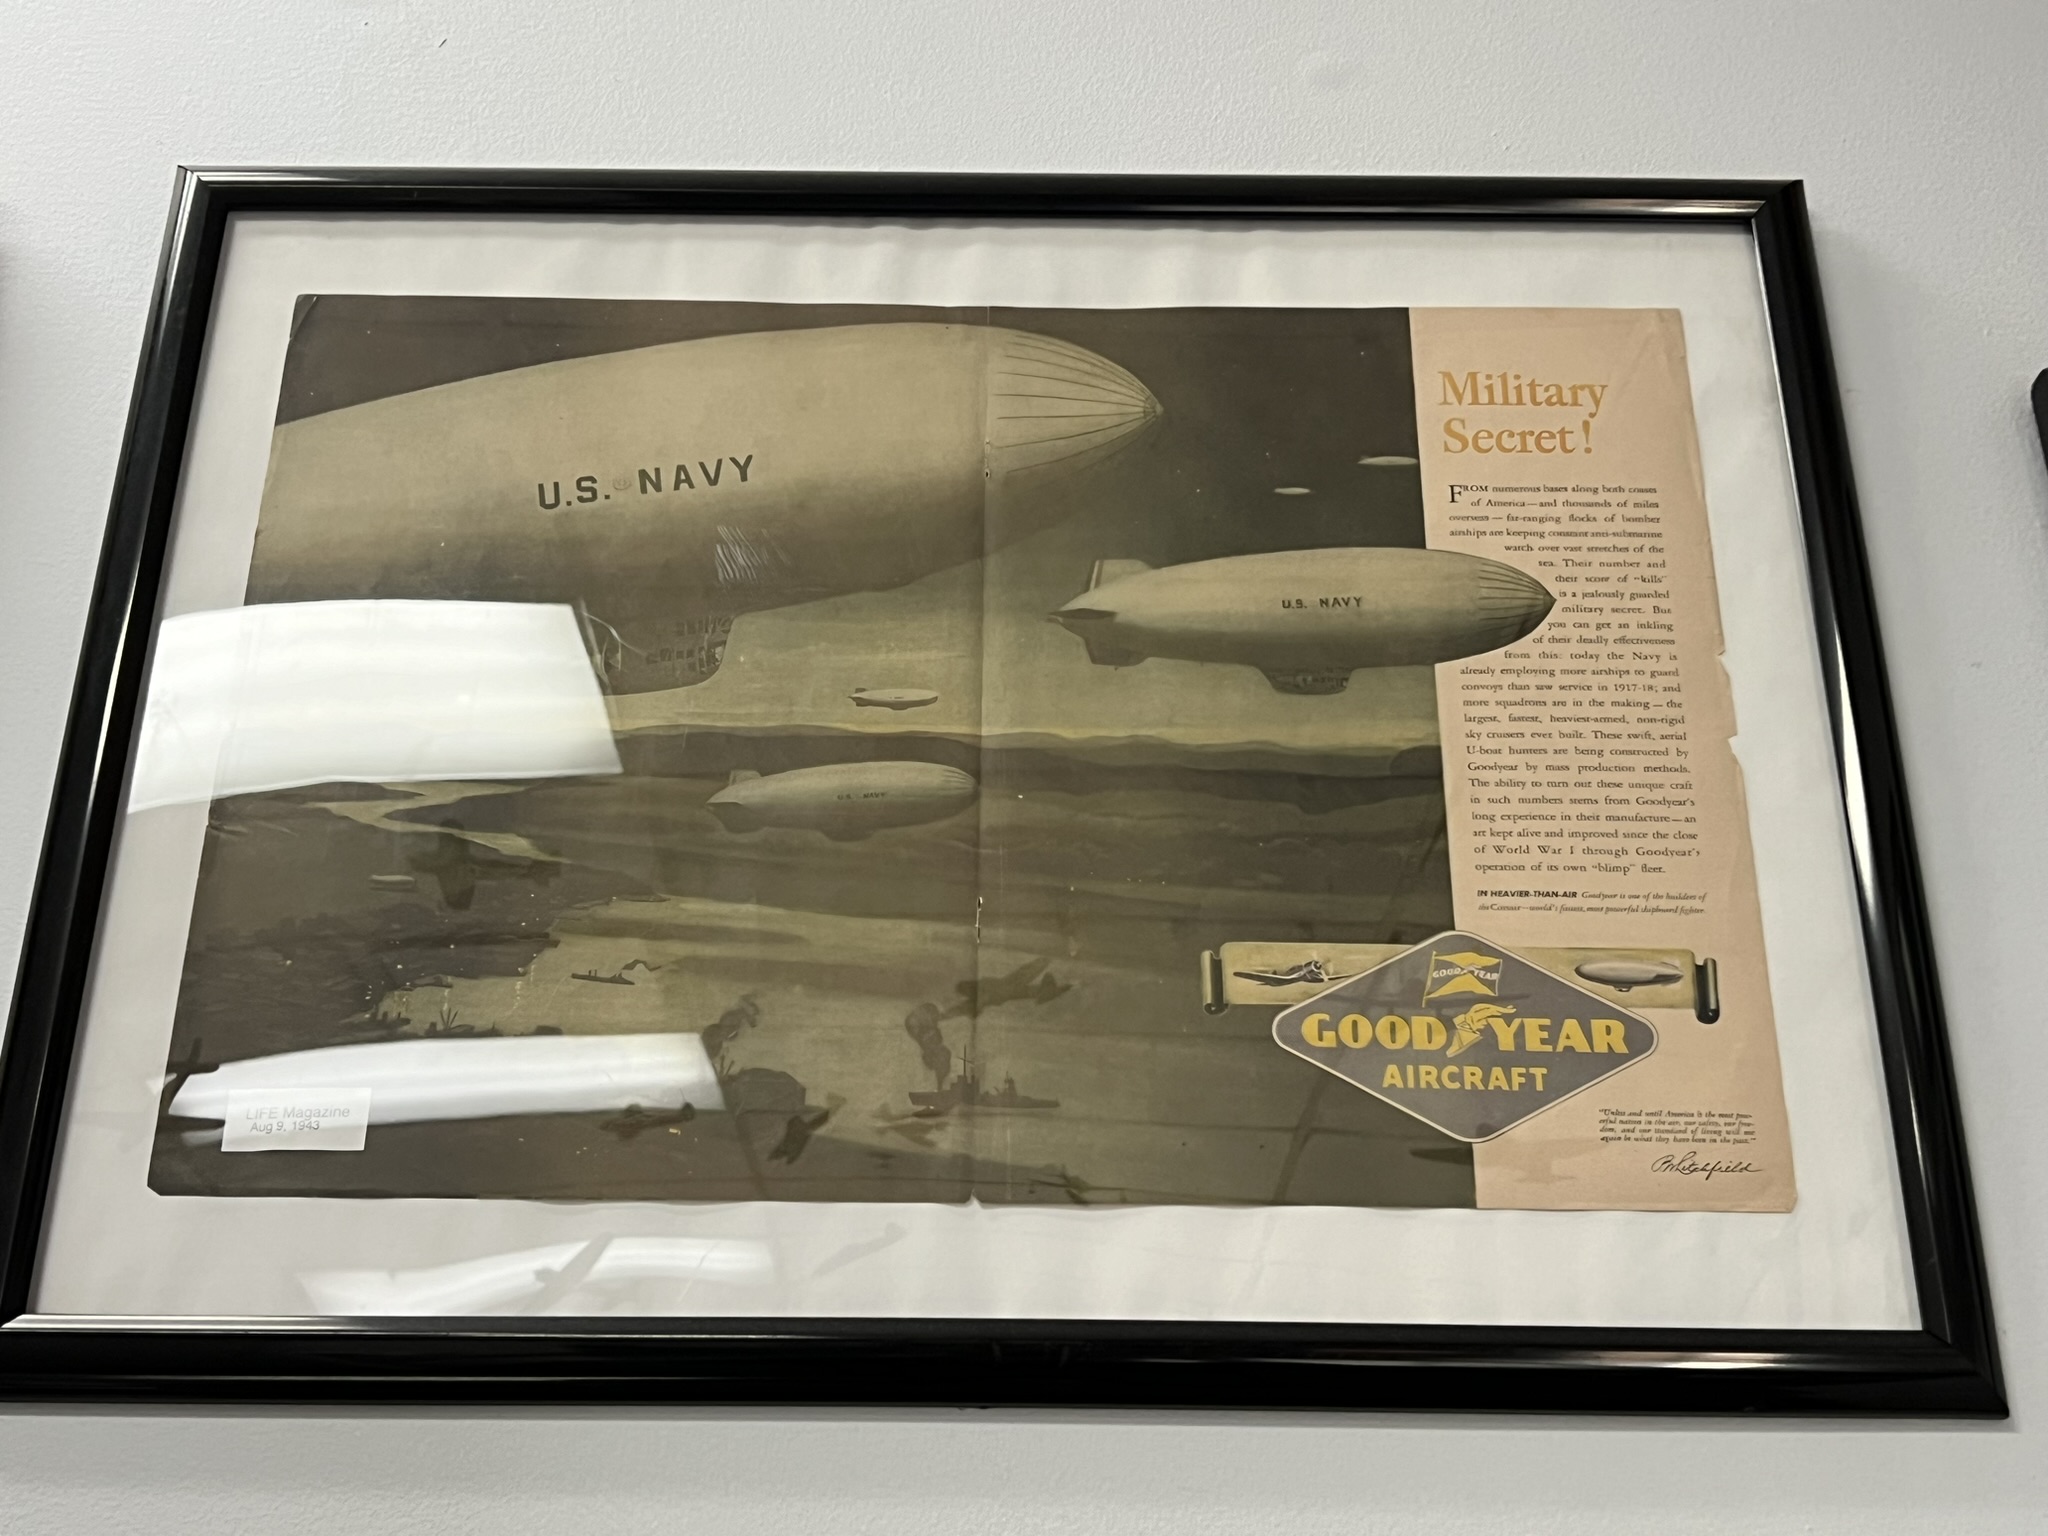 U.S. NAVY
U.S. NAVY
U.S. NAVY
LIFE Magazine
Aug 9, 1943
Military
Secret!
FROM numerous bases along both coasts
of America—and thousands of miles
overseas—far-ranging flocks of bomber
airships are keeping constant anti-submarine
watch over vast stretches of the
sea. Their number and
their score of "kills"
is a jealously guarded
military secret. But
you can get an inkling
of their deadly effectiveness
from this: today the Navy is
already employing more airships to guard
convoys than saw service in 1917-18; and
more squadrons are in the making—the
largest, fastest, heaviest-armed, non-rigid
sky cruisers ever built. These swift, aerial
U-boat hunters are being constructed by
Goodyear by mass production methods.
The ability to turn out these unique craft
in such numbers stems from Goodyear's
long experience in their manufacture—an
art kept alive and improved since the close
of World War I through Goodyear's
operation of its own "blimp" fleet.
IN HEAVIER-THAN-AIR Goodyear is one of the builders of
the Corsair—world's fastest, most powerful shipboard fighter.
GOODYEAR
GOODYEAR
AIRCRAFT
"Unless and until America is the most pow-
erful nation in the air, our safety, our free-
dom, and our standard of living will not
again be what they have been in the past."
P. W. Litchfield